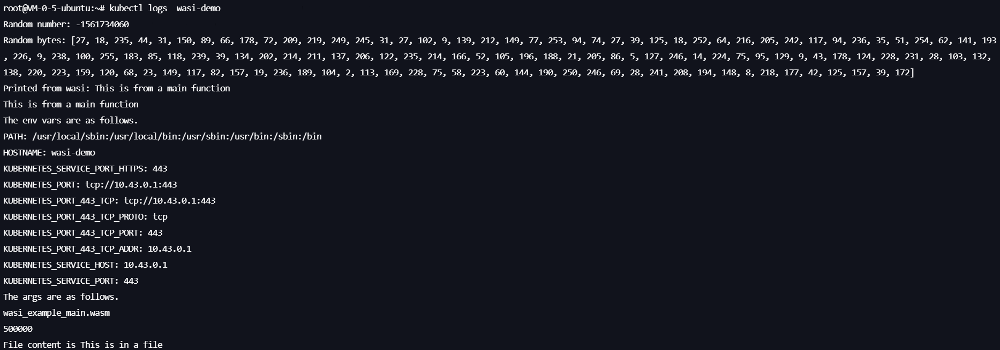 root@VM-0-5-ubuntu:~# kubectl logs  wasi-demo
Random number: -1561734060
Random bytes: [27, 18, 235, 44, 31, 150, 89, 66, 178, 72, 209, 219, 249, 245, 31, 27, 102, 9, 139, 212, 149, 77, 253, 94, 74, 27, 39, 125, 18, 252, 64, 216, 205, 242, 117, 94, 236, 35, 51, 254, 62, 141, 193
, 226, 9, 238, 100, 255, 183, 85, 118, 239, 39, 134, 202, 214, 211, 137, 206, 122, 235, 214, 166, 52, 105, 196, 188, 21, 205, 86, 5, 127, 246, 14, 224, 75, 95, 129, 9, 43, 178, 124, 228, 231, 28, 103, 132,
138, 220, 223, 159, 120, 68, 23, 149, 117, 82, 157, 19, 236, 189, 104, 2, 113, 169, 228, 75, 58, 223, 60, 144, 190, 250, 246, 69, 28, 241, 208, 194, 148, 8, 218, 177, 42, 125, 157, 39, 172]
Printed from wasi: This is from a main function
This is from a main function
The env vars are as follows.
PATH: /usr/local/sbin:/usr/local/bin:/usr/sbin:/usr/bin:/sbin:/bin
HOSTNAME: wasi-demo
KUBERNETES_SERVICE_PORT_HTTPS: 443
KUBERNETES_PORT: tcp://10.43.0.1:443
KUBERNETES_PORT_443_TCP: tcp://10.43.0.1:443
KUBERNETES_PORT_443_TCP_PROTO: tcp
KUBERNETES_PORT_443_TCP_PORT: 443
KUBERNETES_PORT_443_TCP_ADDR: 10.43.0.1
KUBERNETES_SERVICE_HOST: 10.43.0.1
KUBERNETES_SERVICE_PORT: 443
The args are as follows.
wasi_example_main.wasm
500000
File content is This is in a file